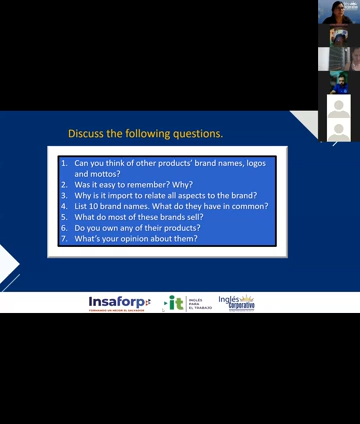 Discuss the following questions.
1. Can you think of other products' brand names, logos
and mottos?
2. Was it easy to remember? Why?
3. Why is it import to relate all aspects to the brand?
4. List 10 brand names. What do they have in common?
5. What do most of these brands sell?
6. Do you own any of their products?
7. What's your opinion about them?
Insaforp
FORMANDO UN MEJOR EL SALVADOR
it
INGLÉS
PARA
EL TRABAJO
Inglés
Corporativo